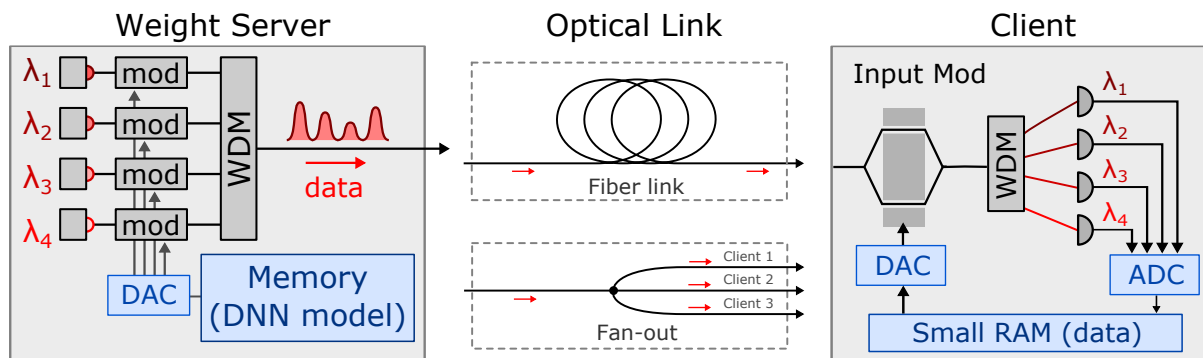 Weight Server
λ1
mod
λ2
mod
λ3
mod
λ4
mod
WDM
data
DAC
Memory
(DNN model)
Optical Link
Fiber link
Client 1
Client 2
Client 3
Fan-out
Client
Input Mod
WDM
λ1
λ2
λ3
λ4
DAC
ADC
Small RAM (data)